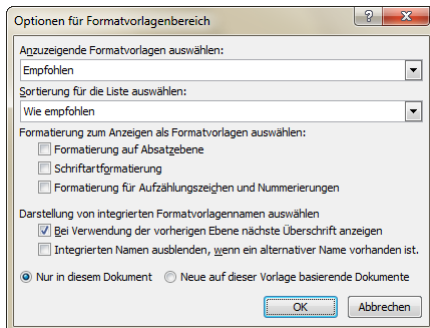 Optionen für Formatvorlagenbereich
Anzuzeigende Formatvorlagen auswählen:
Empfohlen
Sortierung für die Liste auswählen:
Wie empfohlen
Formatierung zum Anzeigen als Formatvorlagen auswählen:
Formatierung auf Absatzebene
Schriftartformatierung
Formatierung für Aufzählungszeichen und Nummerierungen
Darstellung von integrierten Formatvorlagennamen auswählen
Bei Verwendung der vorherigen Ebene nächste Überschrift anzeigen
Integrierten Namen ausblenden, wenn ein alternativer Name vorhanden ist.
Nur in diesem Dokument Neue auf dieser Vorlage basierende Dokumente
OK Abbrechen